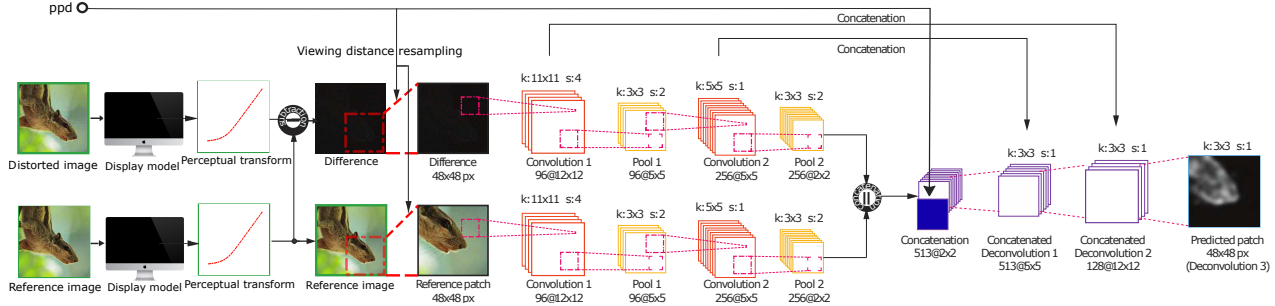 ppd
Concatenation
Concatenation
Viewing distance resampling
k:11x11 s:4
k:3x3 s:2
k:5x5 s:1
k:3x3 s:2
subtraction
Distorted image
Display model
Perceptual transform
Difference
Difference
48x48 px
Convolution 1
96@12x12
Pool 1
96@5x5
Convolution 2
256@5x5
Pool 2
256@2x2
k:3x3 s:1
k:3x3 s:1
k:3x3 s:1
concatenation
k:11x11 s:4
k:3x3 s:2
k:5x5 s:1
k:3x3 s:2
Reference image
Display model
Perceptual transform
Reference image
Reference patch
48x48 px
Convolution 1
96@12x12
Pool 1
96@5x5
Convolution 2
256@5x5
Pool 2
256@2x2
Concatenation
513@2x2
Concatenated
Deconvolution 1
513@5x5
Concatenated
Deconvolution 2
128@12x12
Predicted patch
48x48 px
(Deconvolution 3)